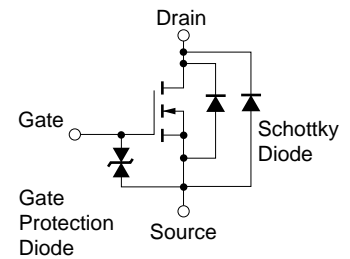 Drain
Gate
Schottky
Diode
Gate
Protection
Diode
Source